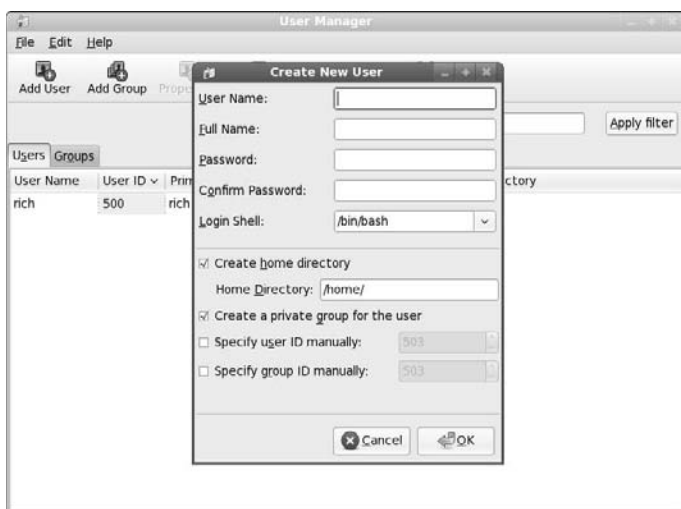 User Manager
File Edit Help
Add User Add Group Prope
Apply filter
Users Groups
User Name User ID Prim ctory
rich 500 rich
Create New User
User Name:
Full Name:
Password:
Confirm Password:
Login Shell: /bin/bash
Create home directory
Home Directory: /home/
Create a private group for the user
Specify user ID manually: 503
Specify group ID manually: 503
Cancel OK